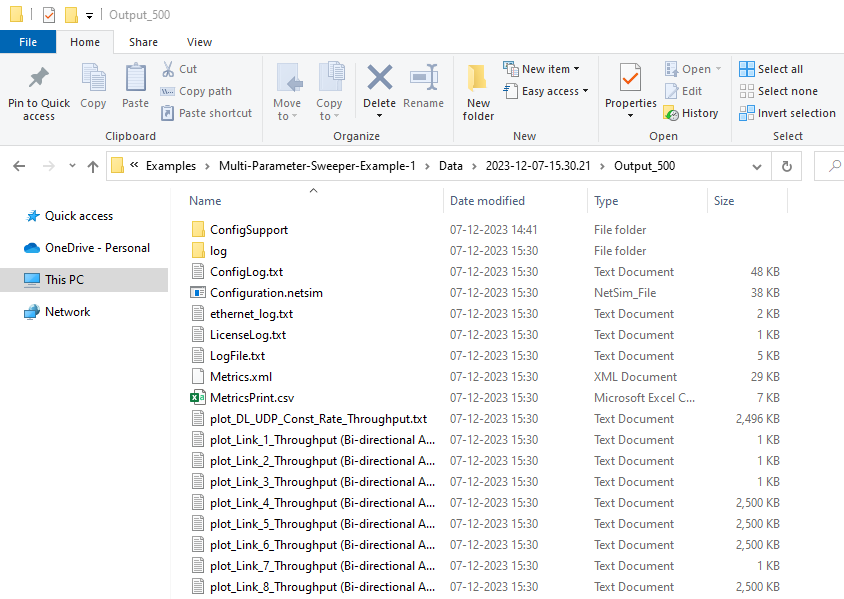 Output_500
File Home Share View
Pin to Quick access
Copy
Paste
Cut
Copy path
Paste shortcut
Clipboard
Move to
Copy to
Delete
Rename
Organize
New folder
New item
Easy access
New
Properties
Open
Edit
History
Open
Select all
Select none
Invert selection
Select
« Examples > Multi-Parameter-Sweeper-Example-1 > Data > 2023-12-07-15.30.21 > Output_500
Quick access
OneDrive - Personal
This PC
Network
Name Date modified Type Size
ConfigSupport 07-12-2023 14:41 File folder
log 07-12-2023 15:30 File folder
ConfigLog.txt 07-12-2023 15:30 Text Document 48 KB
Configuration.netsim 07-12-2023 15:30 NetSim_File 38 KB
ethernet_log.txt 07-12-2023 15:30 Text Document 2 KB
LicenseLog.txt 07-12-2023 15:30 Text Document 1 KB
LogFile.txt 07-12-2023 15:30 Text Document 5 KB
Metrics.xml 07-12-2023 15:30 XML Document 29 KB
MetricsPrint.csv 07-12-2023 15:30 Microsoft Excel C... 7 KB
plot_DL_UDP_Const_Rate_Throughput.txt 07-12-2023 15:30 Text Document 2,496 KB
plot_Link_1_Throughput (Bi-directional A... 07-12-2023 15:30 Text Document 1 KB
plot_Link_2_Throughput (Bi-directional A... 07-12-2023 15:30 Text Document 1 KB
plot_Link_3_Throughput (Bi-directional A... 07-12-2023 15:30 Text Document 1 KB
plot_Link_4_Throughput (Bi-directional A... 07-12-2023 15:30 Text Document 2,500 KB
plot_Link_5_Throughput (Bi-directional A... 07-12-2023 15:30 Text Document 2,500 KB
plot_Link_6_Throughput (Bi-directional A... 07-12-2023 15:30 Text Document 2,500 KB
plot_Link_7_Throughput (Bi-directional A... 07-12-2023 15:30 Text Document 1 KB
plot_Link_8_Throughput (Bi-directional A... 07-12-2023 15:30 Text Document 2,500 KB